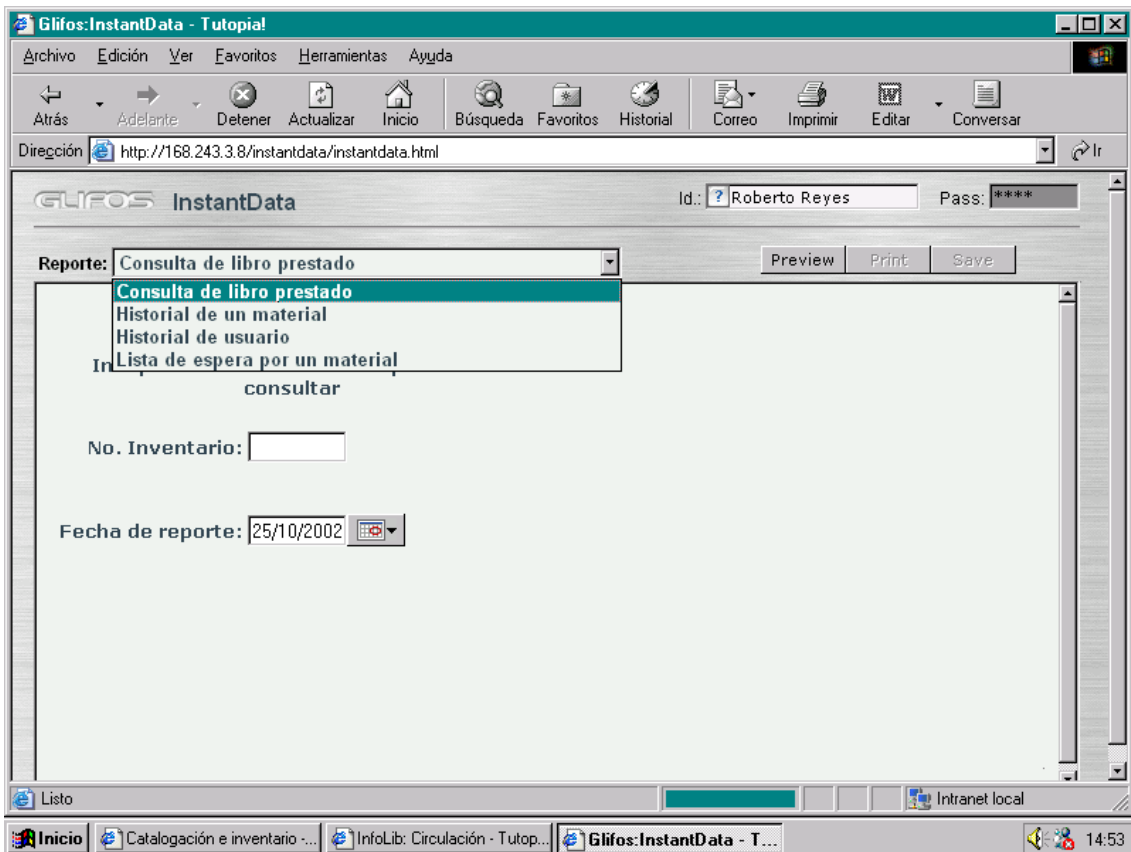 Glifos:InstantData - Tutopia!
Archivo Edición Ver Favoritos Herramientas Ayuda
Atrás Adelante Detener Actualizar Inicio Búsqueda Favoritos Historial Correo Imprimir Editar Conversar
Dirección http://168.243.3.8/instantdata/instantdata.html Ir
GLIFOS InstantData Id.: ? Roberto Reyes Pass: ****
Reporte: Consulta de libro prestado Preview Print Save
Consulta de libro prestado
Historial de un material
Historial de usuario
Lista de espera por un material
consultar
No. Inventario:
Fecha de reporte: 25/10/2002
Listo Intranet local
Inicio Catalogación e inventario -... InfoLib: Circulación - Tutop... Glifos:InstantData - T... 14:53